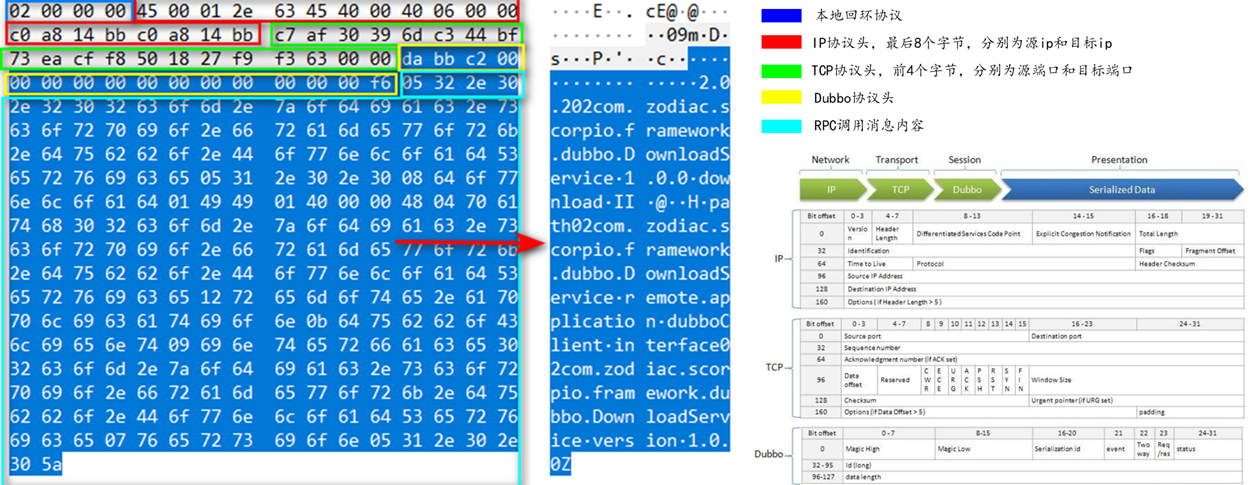 02 00 00 00 45 00 01 2e 63 45 40 00 40 06 00 00
c0 a8 14 bb c0 a8 14 bb c7 af 30 39 6d c3 44 bf
73 ea cf f8 50 18 27 f9 f3 63 00 00 da bb c2 00
00 00 00 00 00 00 00 00 00 00 00 f6 05 32 2e 30
2e 32 30 32 63 6f 6d 2e 7a 6f 64 69 61 63 2e 73
63 6f 72 70 69 6f 2e 66 72 61 6d 65 77 6f 72 6b
2e 64 75 62 62 6f 2e 44 6f 77 6e 6c 6f 61 64 53
65 72 76 69 63 65 05 31 2e 30 2e 30 08 64 6f 77
6e 6c 6f 61 64 01 49 49 01 40 00 00 48 04 70 61
74 68 30 32 63 6f 6d 2e 7a 6f 64 69 61 63 2e 73
63 6f 72 70 69 6f 2e 66 72 61 6d 65 77 6f 72 6b
2e 64 75 62 62 6f 2e 44 6f 77 6e 6c 6f 61 64 53
65 72 76 69 63 65 12 72 65 6d 6f 74 65 2e 61 70
70 6c 69 63 61 74 69 6f 6e 0b 64 75 62 62 6f 43
6c 69 65 6e 74 09 69 6e 74 65 72 66 61 63 65 30
32 63 6f 6d 2e 7a 6f 64 69 61 63 2e 73 63 6f 72
70 69 6f 2e 66 72 61 6d 65 77 6f 72 6b 2e 64 75
62 62 6f 2e 44 6f 77 6e 6c 6f 61 64 53 65 72 76
69 63 65 07 76 65 72 73 69 6f 6e 05 31 2e 30 2e
30 5a
····E··. cE@·@···
········ ··09m·D·
s···P·'· ·c······
········ ·····2.0
.202com. zodiac.s
corpio.f ramework
.dubbo.D ownloadS
ervice·1 .0.0·dow
nload·II ·@··H·pa
th02com. zodiac.s
corpio.f ramework
.dubbo.D ownloadS
ervice·r emote.ap
plicatio n·dubboC
lient·in terface0
2com.zod iac.scor
pio.fram ework.du
bbo.Down loadServ
ice·vers ion·1.0.
0Z
本地回环协议
IP协议头，最后8个字节，分别为源ip和目标ip
TCP协议头，前4个字节，分别为源端口和目标端口
Dubbo协议头
RPC调用消息内容
Network Transport Session Presentation
IP TCP Dubbo Serialized Data
IP
Bit offset 0-3 4-7 8-13 14-15 16-18 19-31
0 Version Header Length Differentiated Services Code Point Explicit Congestion Notification Total Length
32 Identification Flags Fragment Offset
64 Time to Live Protocol Header Checksum
96 Source IP Address
128 Destination IP Address
160 Options ( if Header Length > 5 )
TCP
Bit offset 0-3 4-7 8 9 10 11 12 13 14 15 16-23 24-31
0 Source port Destination port
32 Sequence number
64 Acknowledgment number (if ACK set)
96 Data offset Reserved CWR ECE URG ACK PSH RST SYN FIN Window Size
128 Checksum Urgent pointer (if URG set)
160 Options (if Data Offset > 5) padding
Dubbo
Bit offset 0-7 8-15 16-20 21 22 23 24-31
0 Magic High Magic Low Serialization id event Two way Req /res status
32-95 Id (long)
96-127 data length